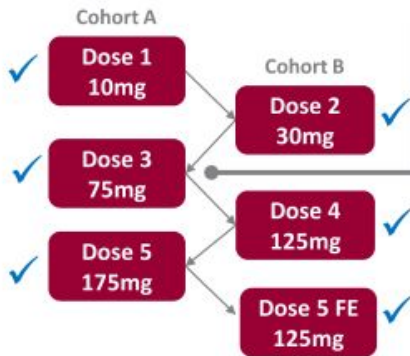 Cohort A
Dose 1
10mg
Cohort B
Dose 2
30mg
Dose 3
75mg
Dose 4
125mg
Dose 5
175mg
Dose 5 FE
125mg